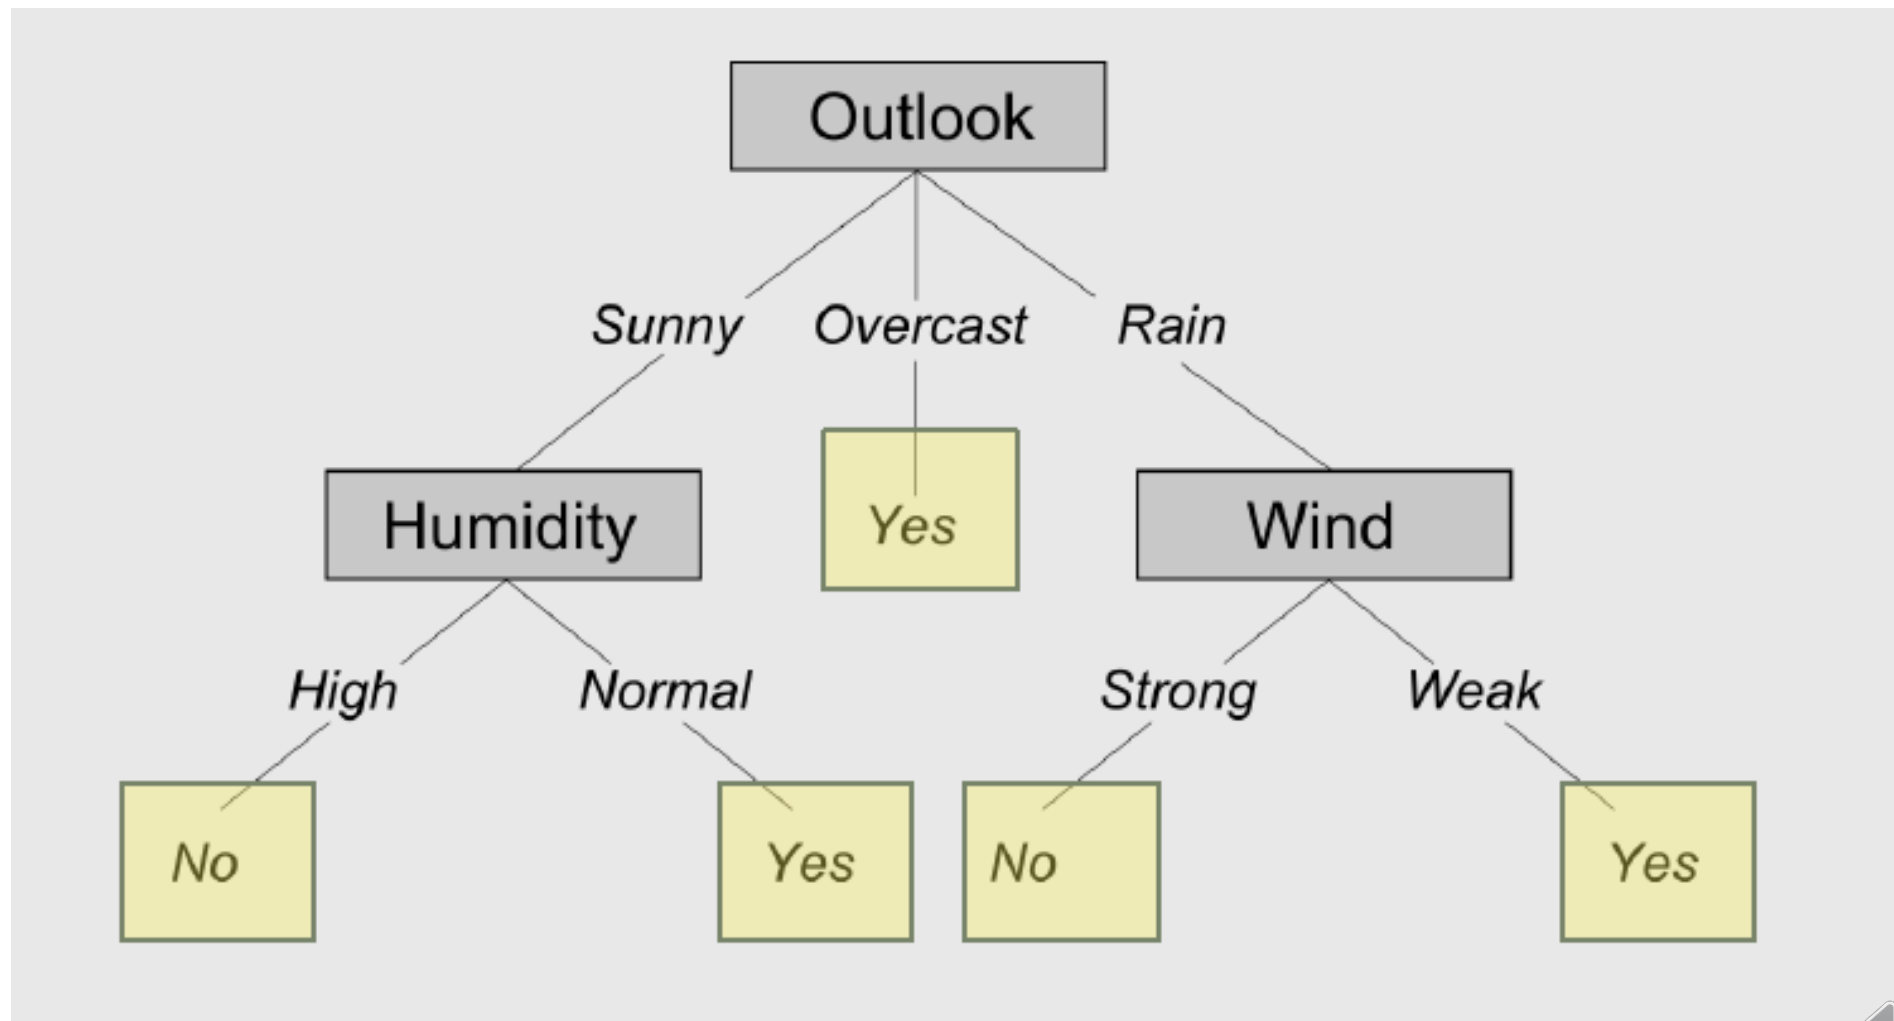 Outlook
Sunny Overcast Rain
Humidity Yes Wind
High Normal Strong Weak
No Yes No Yes